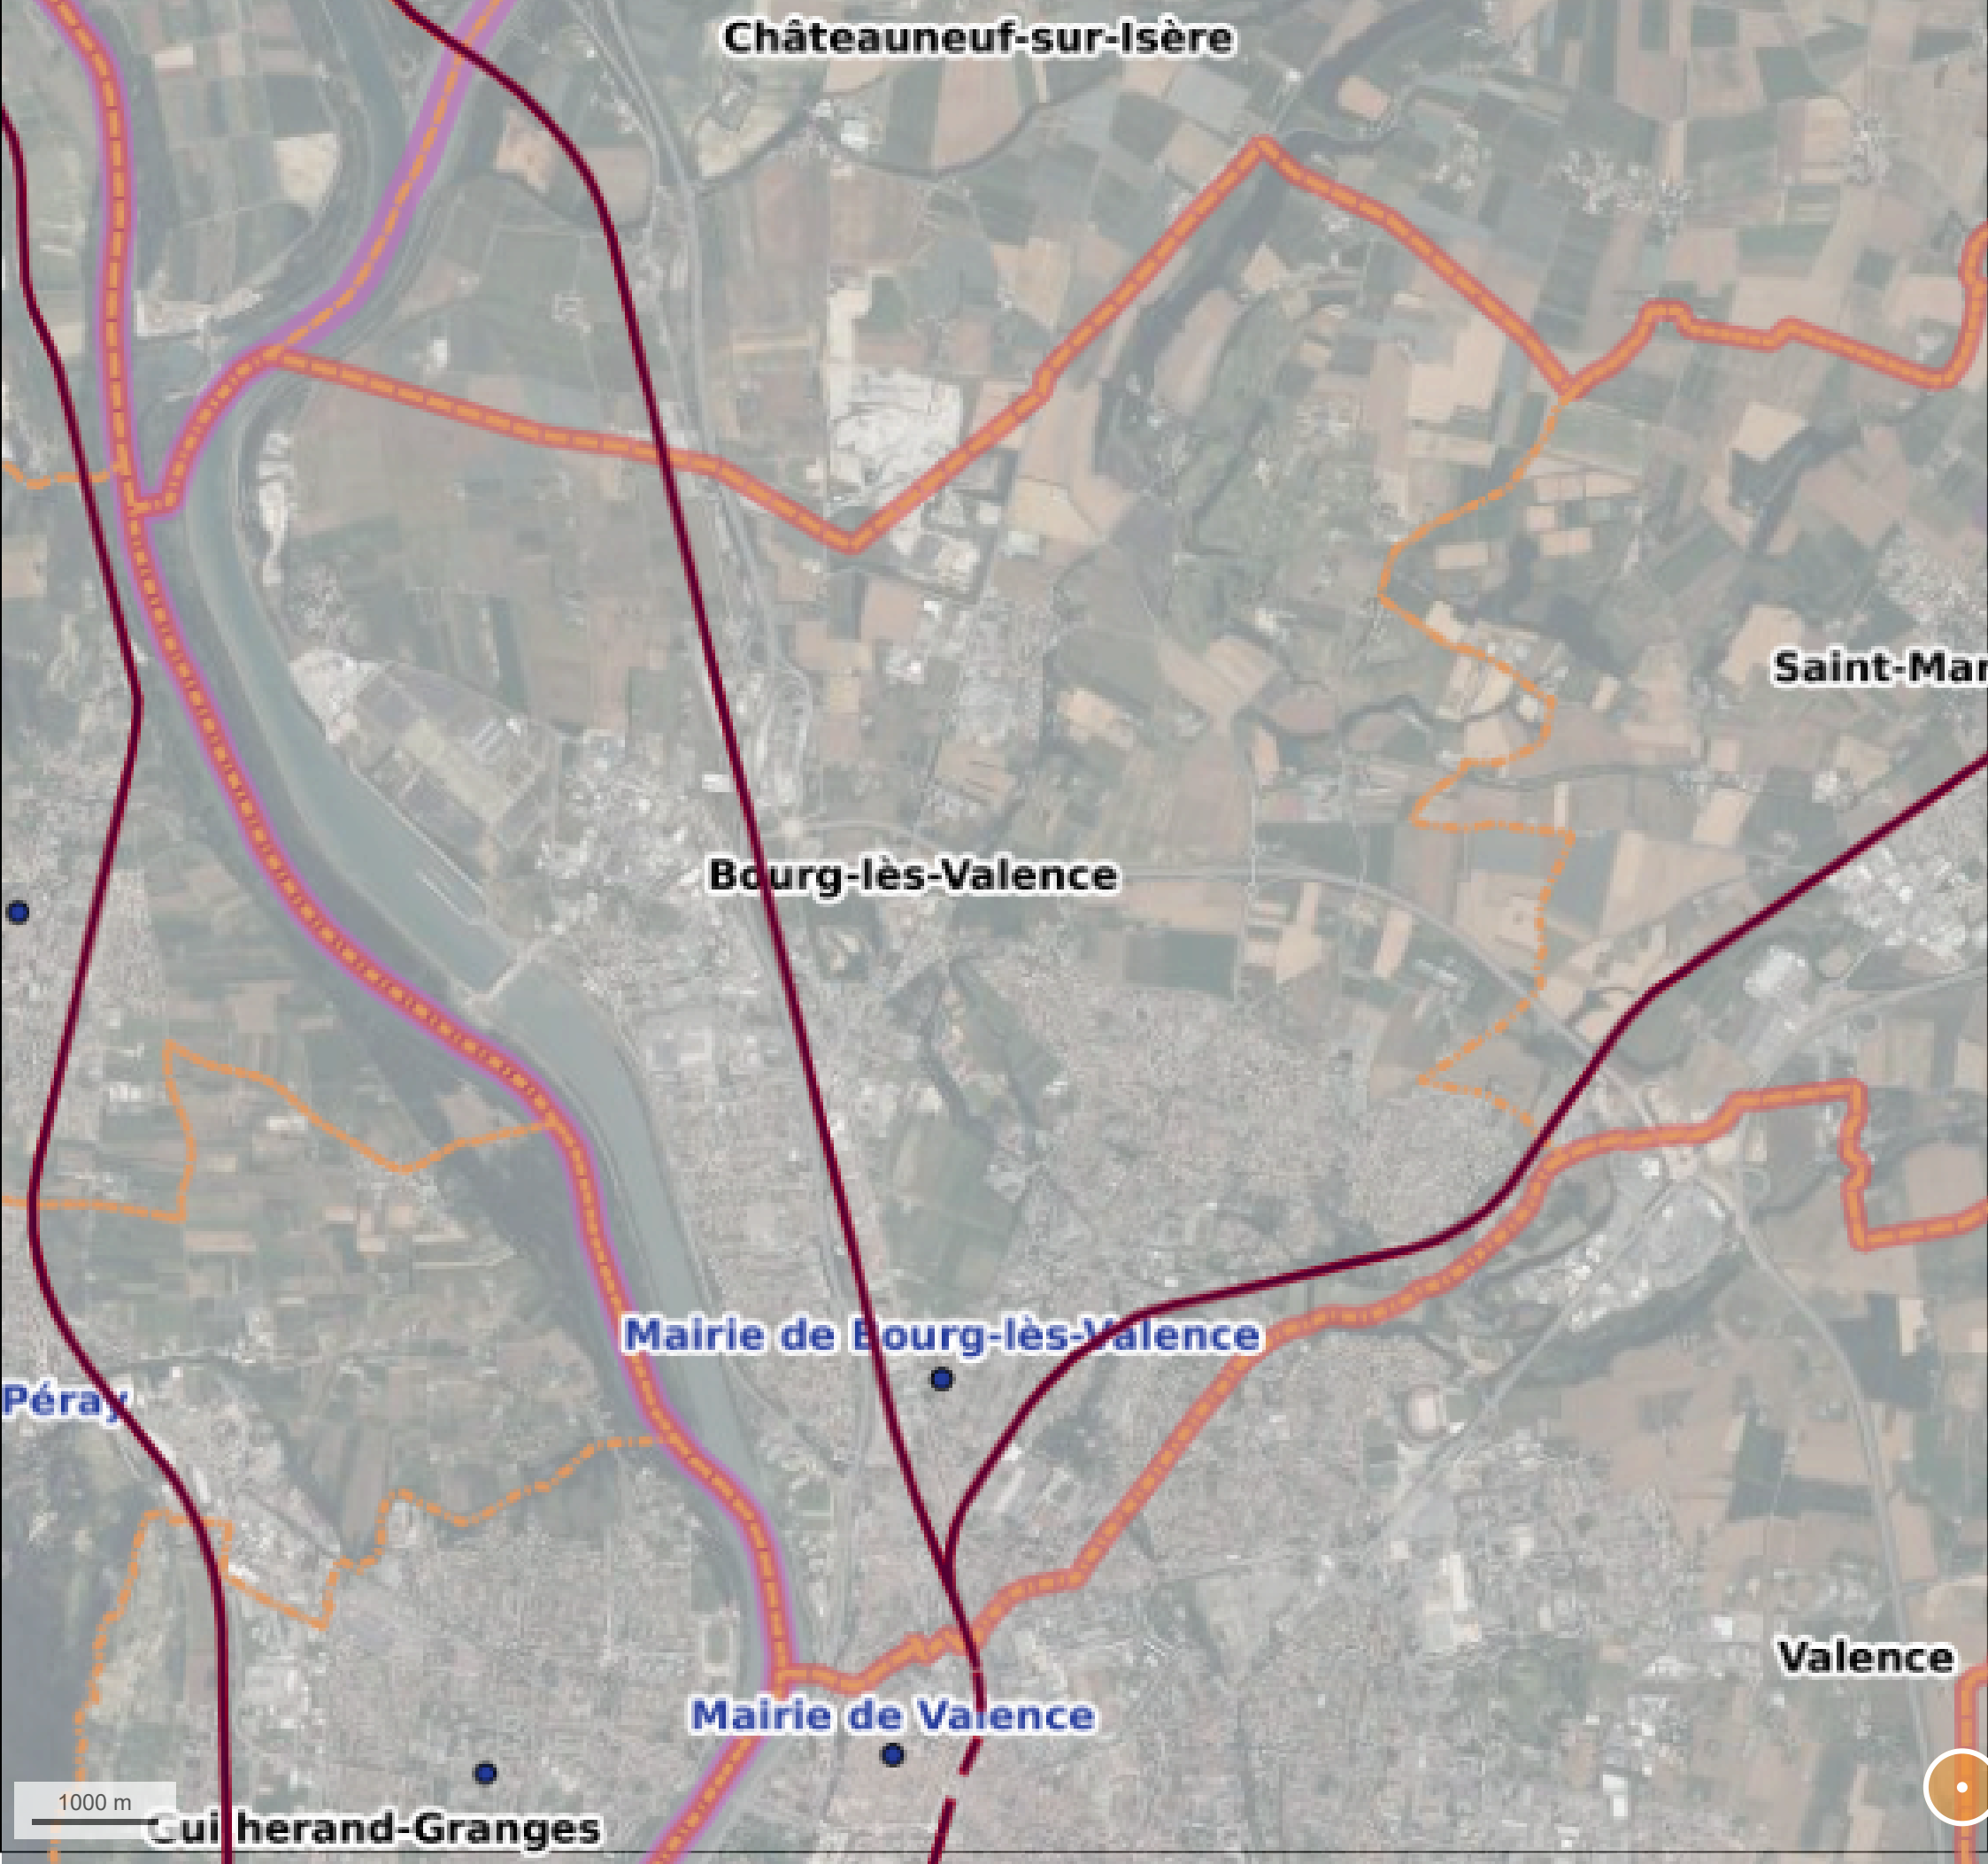 Châteauneuf-sur-Isère
Saint-Mar
Bourg-lès-Valence
Mairie de Bourg-lès-Valence
Péray
Valence
Mairie de Valence
1000 m
Guilherand-Granges